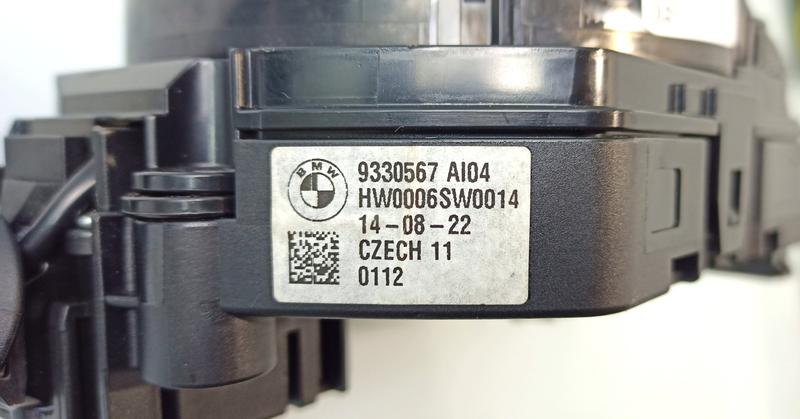 BMW
9330567 AI04
HW0006SW0014
14-08-22
CZECH 11
0112